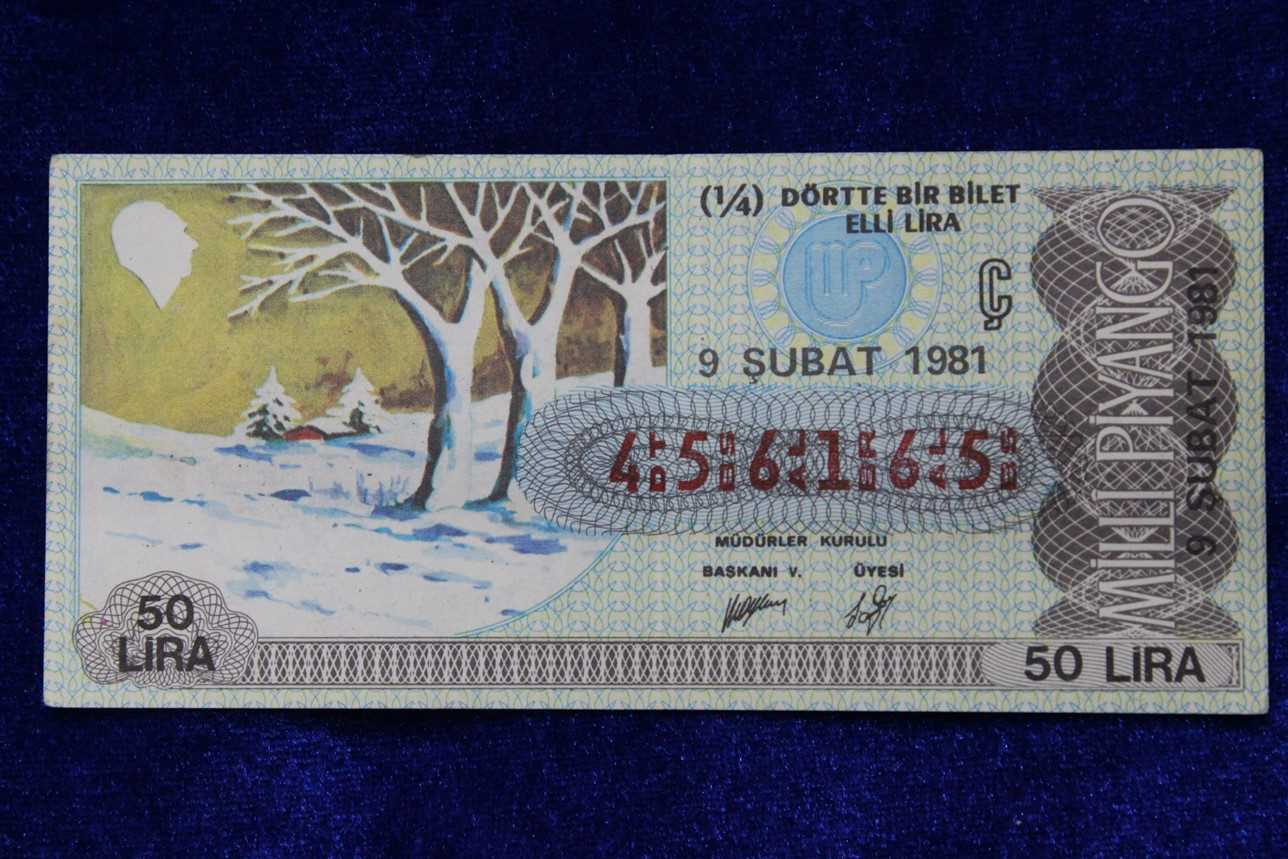 (1/4) DÖRTTE BİR BİLET
ELLİ LİRA
MP
Ç
9 ŞUBAT 1981
4 5 6 1 6 5
MÜDÜRLER KURULU
BAŞKANI V. ÜYESİ
50
LİRA
50 LİRA
MİLLİ PİYANGO
9 ŞUBAT 1981